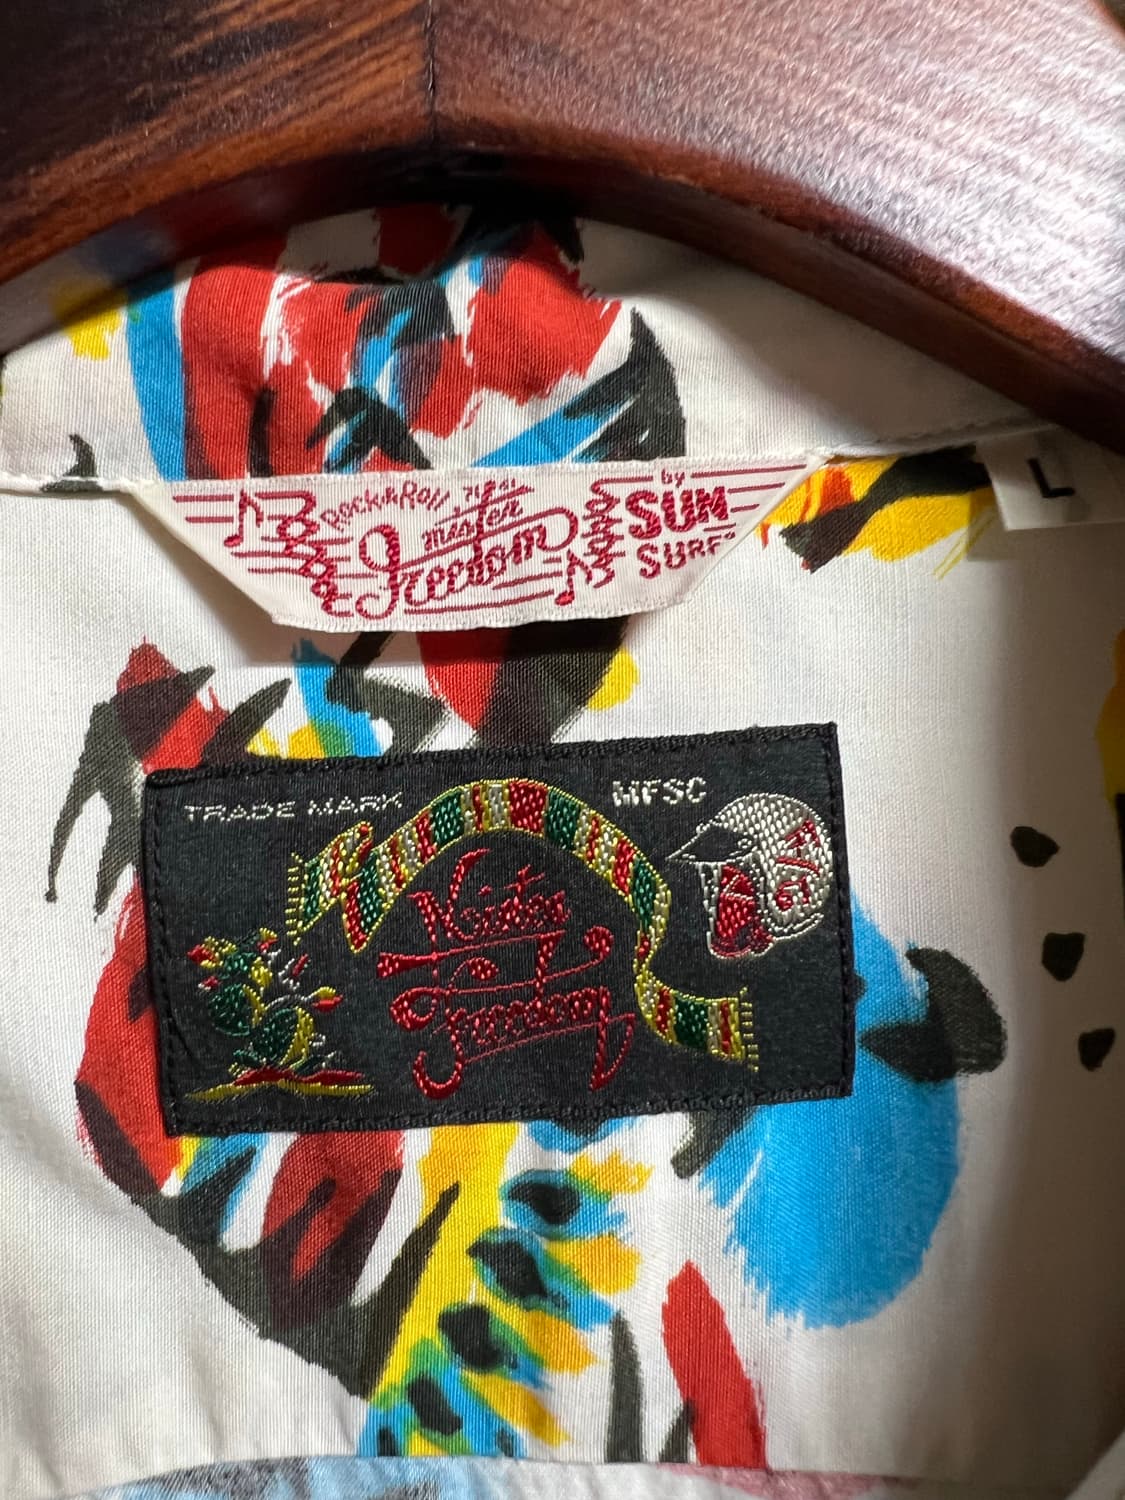 Rock & Roll
mister
Freedom
by
SUN
SURF®
L
TRADE MARK
MFSC
Mister
Freedom